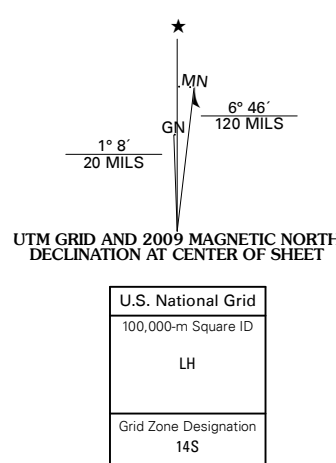 MN
GN
6° 46´
120 MILS
1° 8´
20 MILS
UTM GRID AND 2009 MAGNETIC NORTH
DECLINATION AT CENTER OF SHEET
U.S. National Grid
100,000-m Square ID
LH
Grid Zone Designation
14S